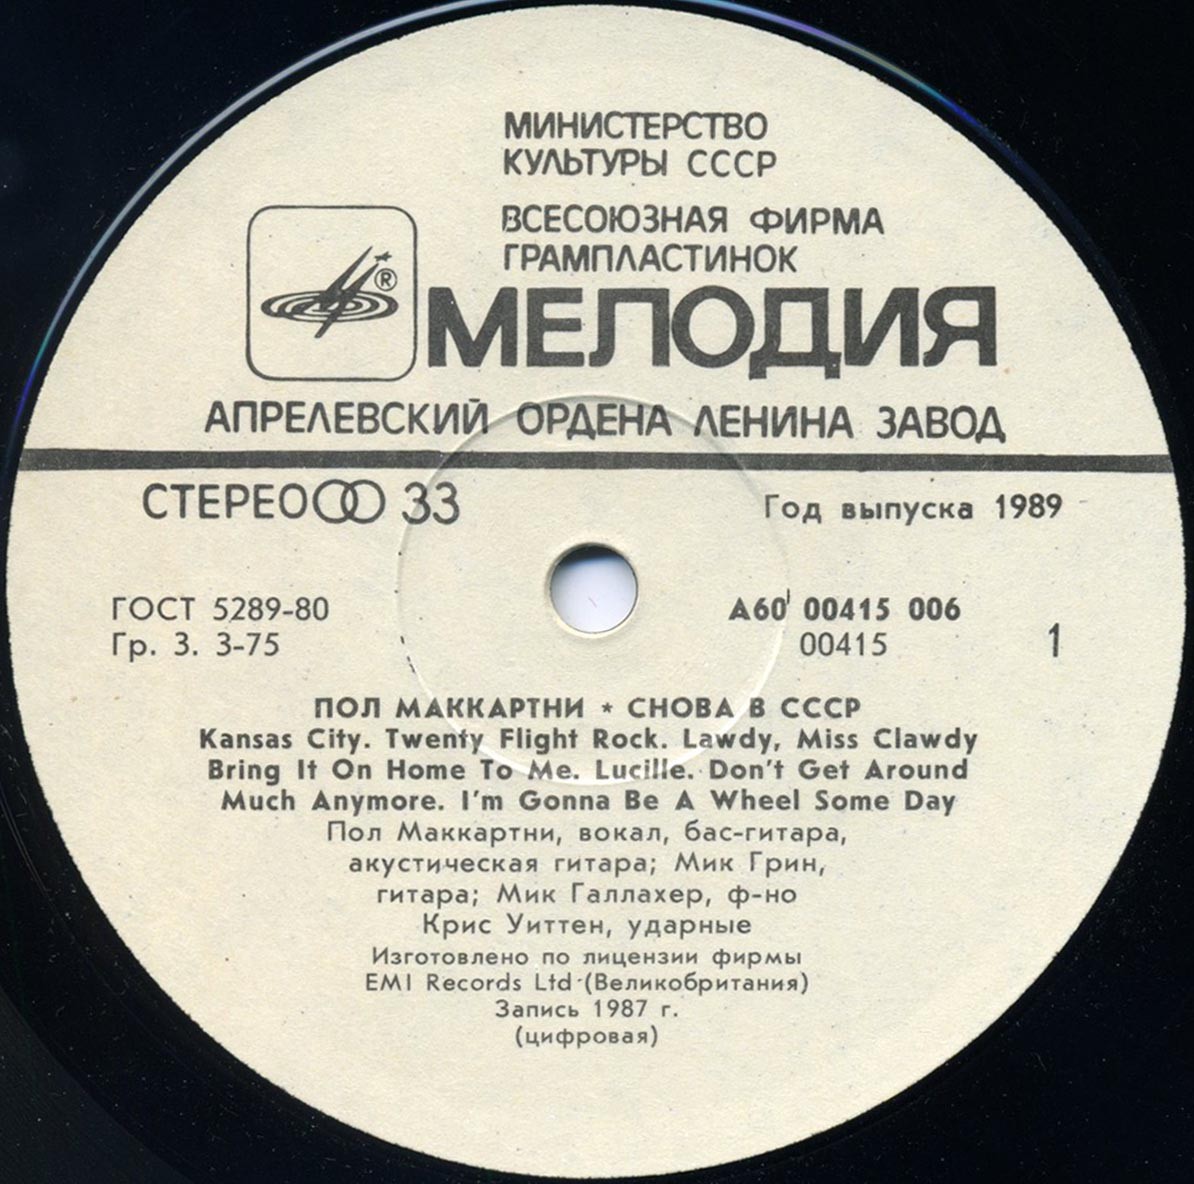 МИНИСТЕРСТВО
КУЛЬТУРЫ СССР
ВСЕСОЮЗНАЯ ФИРМА
ГРАМПЛАСТИНОК
®
МЕЛОДИЯ
АПРЕЛЕВСКИЙ ОРДЕНА ЛЕНИНА ЗАВОД
СТЕРЕО 33
Год выпуска 1989
ГОСТ 5289-80
Гр. 3. 3-75
А60 00415 006
00415
1
ПОЛ МАККАРТНИ * СНОВА В СССР
Kansas City. Twenty Flight Rock. Lawdy, Miss Clawdy
Bring It On Home To Me. Lucille. Don't Get Around
Much Anymore. I'm Gonna Be A Wheel Some Day
Пол Маккартни, вокал, бас-гитара,
акустическая гитара; Мик Грин,
гитара; Мик Галлахер, ф-но
Крис Уиттен, ударные
Изготовлено по лицензии фирмы
EMI Records Ltd (Великобритания)
Запись 1987 г.
(цифровая)